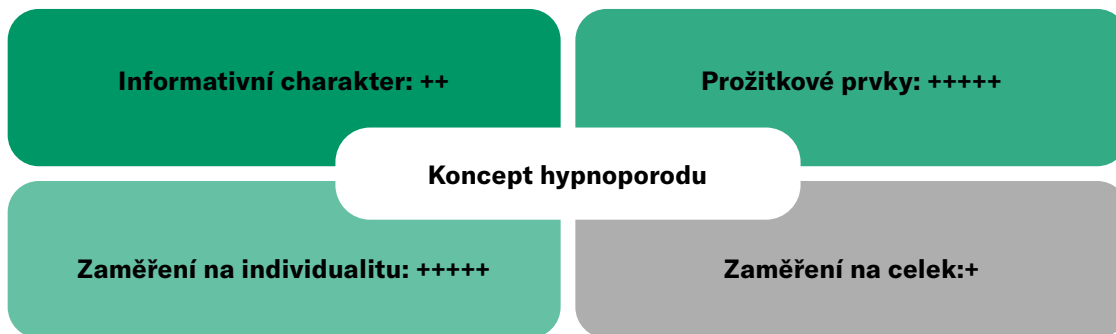 Informativní charakter: ++
Prožitkové prvky: +++++
Koncept hypnoporodu
Zaměření na individualitu: +++++
Zaměření na celek:+